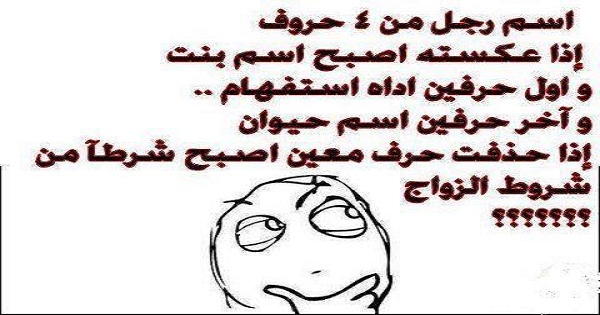 اسم رجل من ٤ حروف
إذا عكسته اصبح اسم بنت
و اول حرفين اداه استفهام ..
و آخر حرفين اسم حيوان
إذا حذفت حرف معين اصبح شرطآ من
شروط الزواج
؟؟؟؟؟؟؟